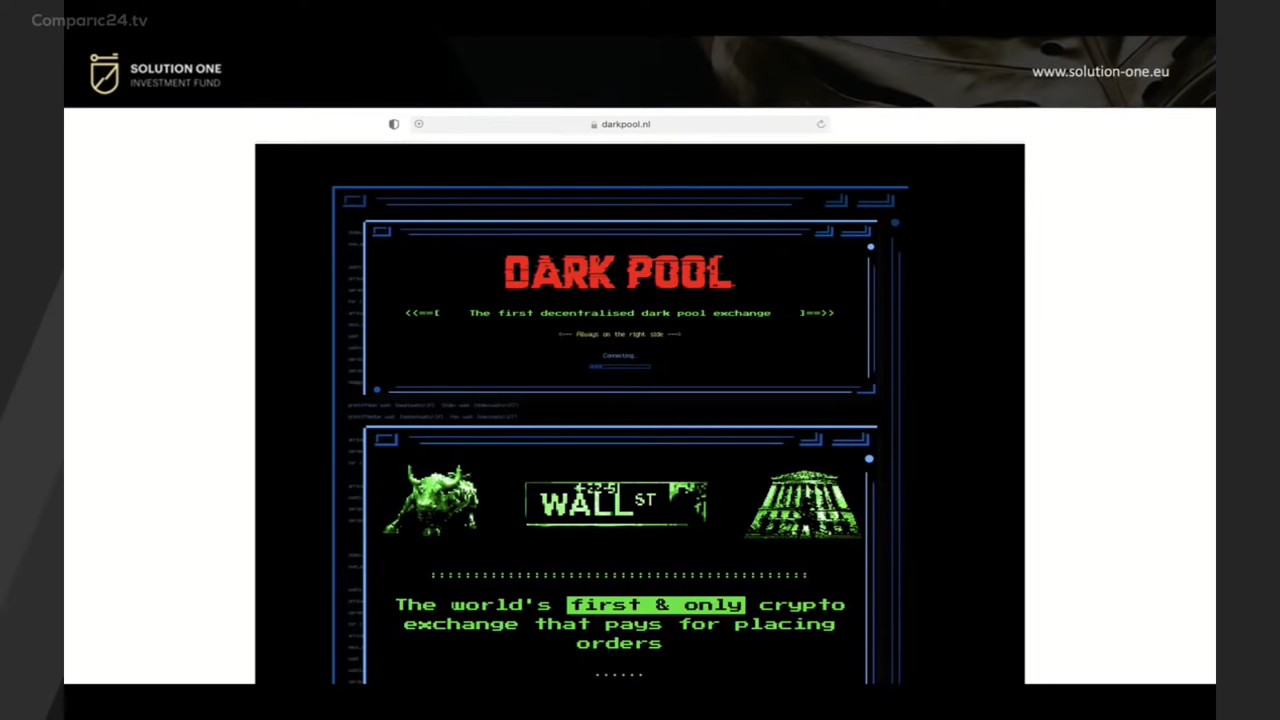 Comparic24.tv
SOLUTION ONE
INVESTMENT FUND
www.solution-one.eu
darkpool.nl
DARK POOL
<<==[ The first decentralised dark pool exchange ]==>>
<--- Always on the right side --->
Connecting..
WALL ST
The world's first & only crypto
exchange that pays for placing
orders